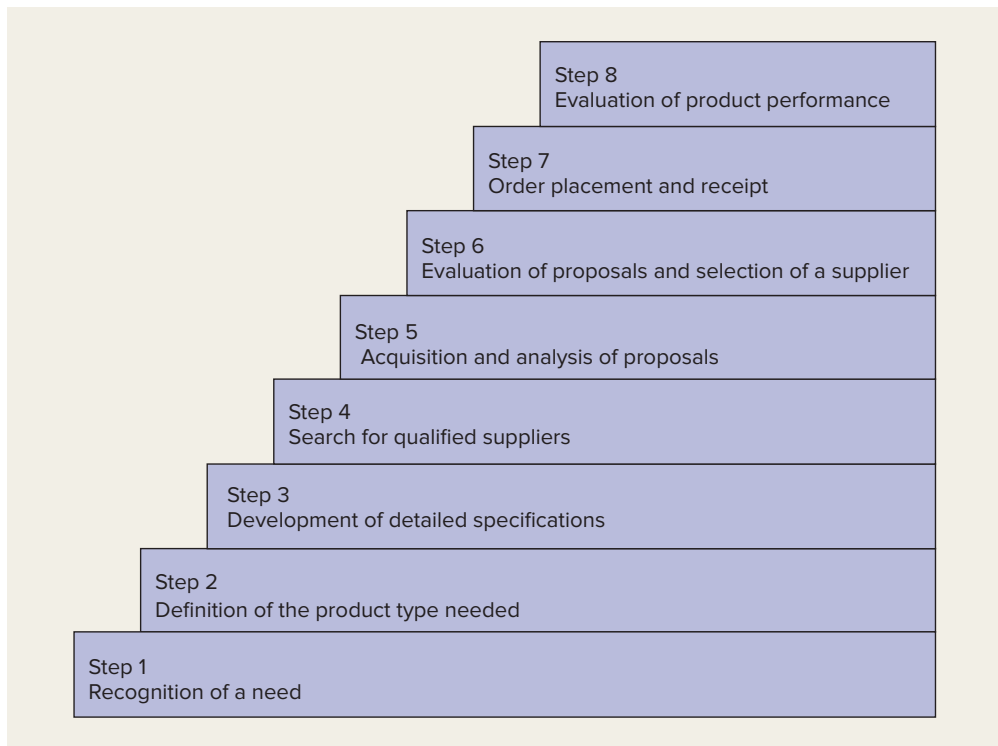 Step 8
Evaluation of product performance
Step 7
Order placement and receipt
Step 6
Evaluation of proposals and selection of a supplier
Step 5
Acquisition and analysis of proposals
Step 4
Search for qualified suppliers
Step 3
Development of detailed specifications
Step 2
Definition of the product type needed
Step 1
Recognition of a need